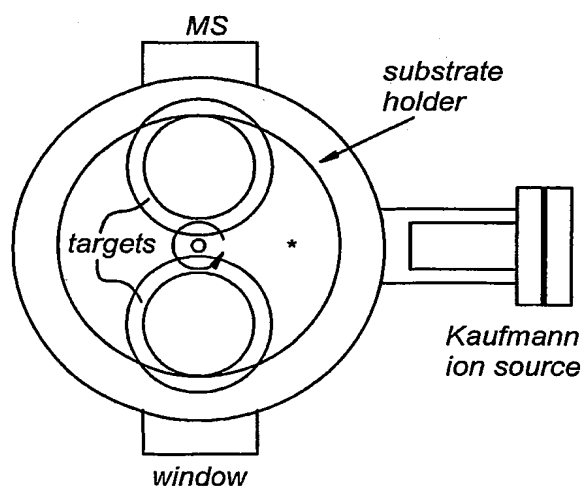 MS
substrate
holder
targets
*
Kaufmann
ion source
window